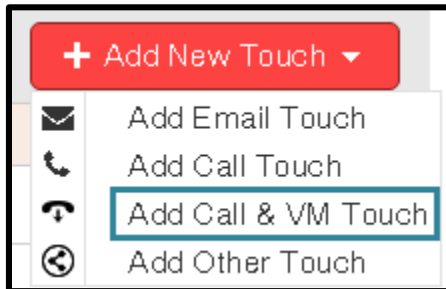 + Add New Touch
Add Email Touch
Add Call Touch
Add Call & VM Touch
Add Other Touch